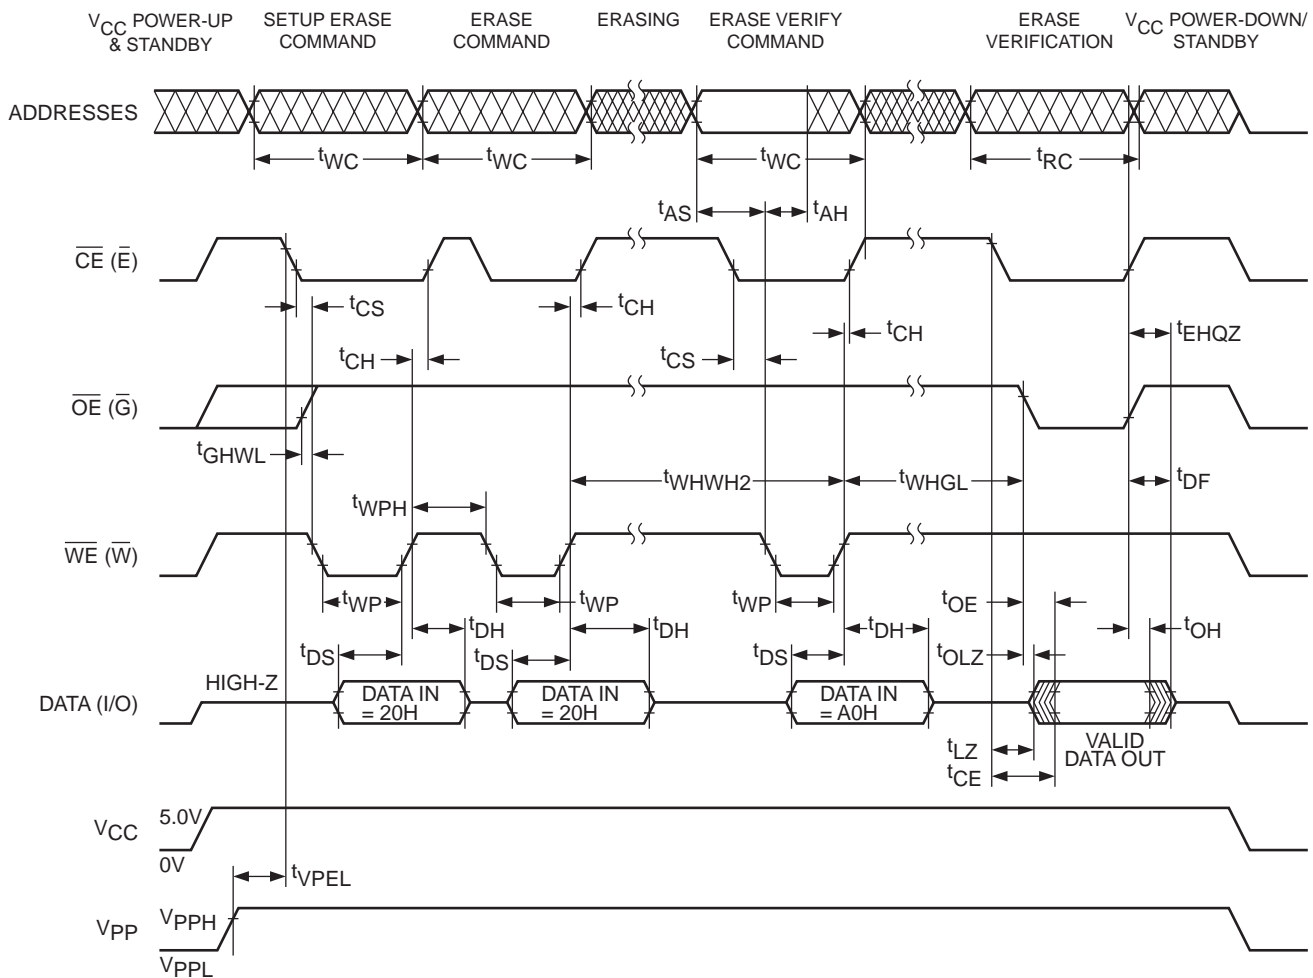 VCC POWER-UP & STANDBY
SETUP ERASE COMMAND
ERASE COMMAND
ERASING
ERASE VERIFY COMMAND
ERASE VERIFICATION
VCC POWER-DOWN/ STANDBY
ADDRESSES
tWC
tWC
tWC
tRC
tAS
tAH
CE (E)
tCS
tCH
tCH
tEHQZ
tCH
tCS
OE (G)
tGHWL
tWHWH2
tWHGL
tDF
tWPH
WE (W)
tWP
tWP
tWP
tOE
tDH
tDH
tDH
tOH
tDS
tDS
tDS
tOLZ
HIGH-Z
DATA (I/O)
DATA IN = 20H
DATA IN = 20H
DATA IN = A0H
VALID DATA OUT
tLZ
tCE
VCC
5.0V
0V
tVPEL
VPP
VPPH
VPPL